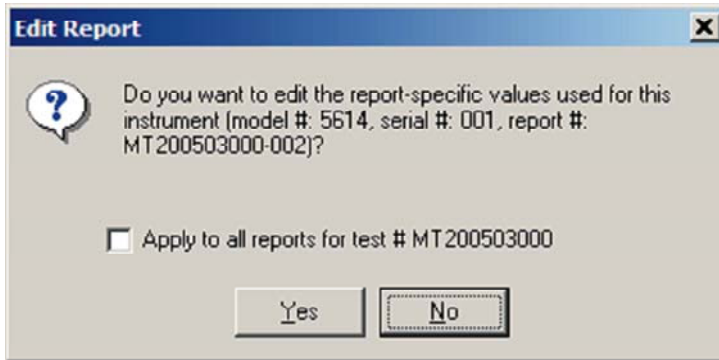 Edit Report
Do you want to edit the report-specific values used for this
instrument (model #: 5614, serial #: 001, report #:
MT200503000-002)?
Apply to all reports for test # MT200503000
Yes
No